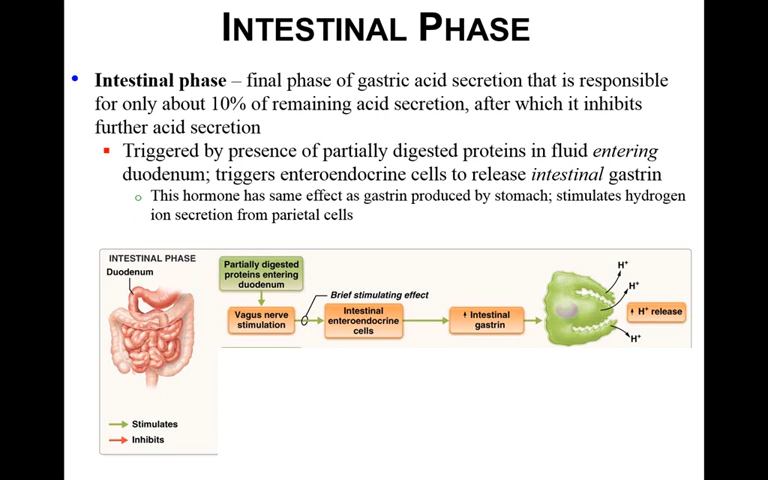 INTESTINAL PHASE
• Intestinal phase – final phase of gastric acid secretion that is responsible
for only about 10% of remaining acid secretion, after which it inhibits
further acid secretion
▪ Triggered by presence of partially digested proteins in fluid entering
duodenum; triggers enteroendocrine cells to release intestinal gastrin
o This hormone has same effect as gastrin produced by stomach; stimulates hydrogen
ion secretion from parietal cells
INTESTINAL PHASE
Duodenum
Partially digested
proteins entering
duodenum
Brief stimulating effect
Vagus nerve
stimulation
Intestinal
enteroendocrine
cells
Intestinal
gastrin
H+
H+
H+ release
H+
Stimulates
Inhibits